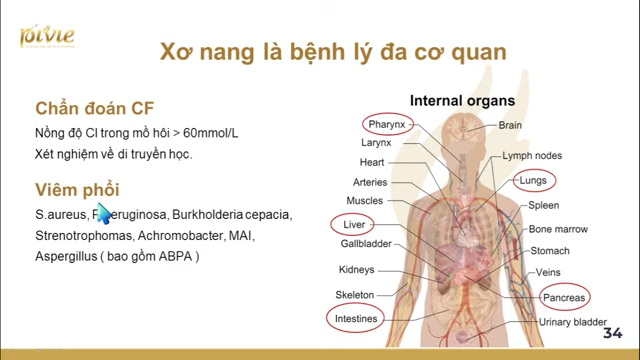 pivie
Xơ nang là bệnh lý đa cơ quan
Chẩn đoán CF
Nồng độ Cl trong mồ hôi > 60mmol/L
Xét nghiệm về di truyền học.
Viêm phổi
S.aureus, P.aeruginosa, Burkholderia cepacia,
Strenotrophomas, Achromobacter, MAI,
Aspergillus ( bao gồm ABPA )
Internal organs
Pharynx
Brain
Larynx
Lymph nodes
Heart
Lungs
Arteries
Muscles
Spleen
Liver
Bone marrow
Gallbladder
Stomach
Kidneys
Veins
Skeleton
Pancreas
Intestines
Urinary bladder
34